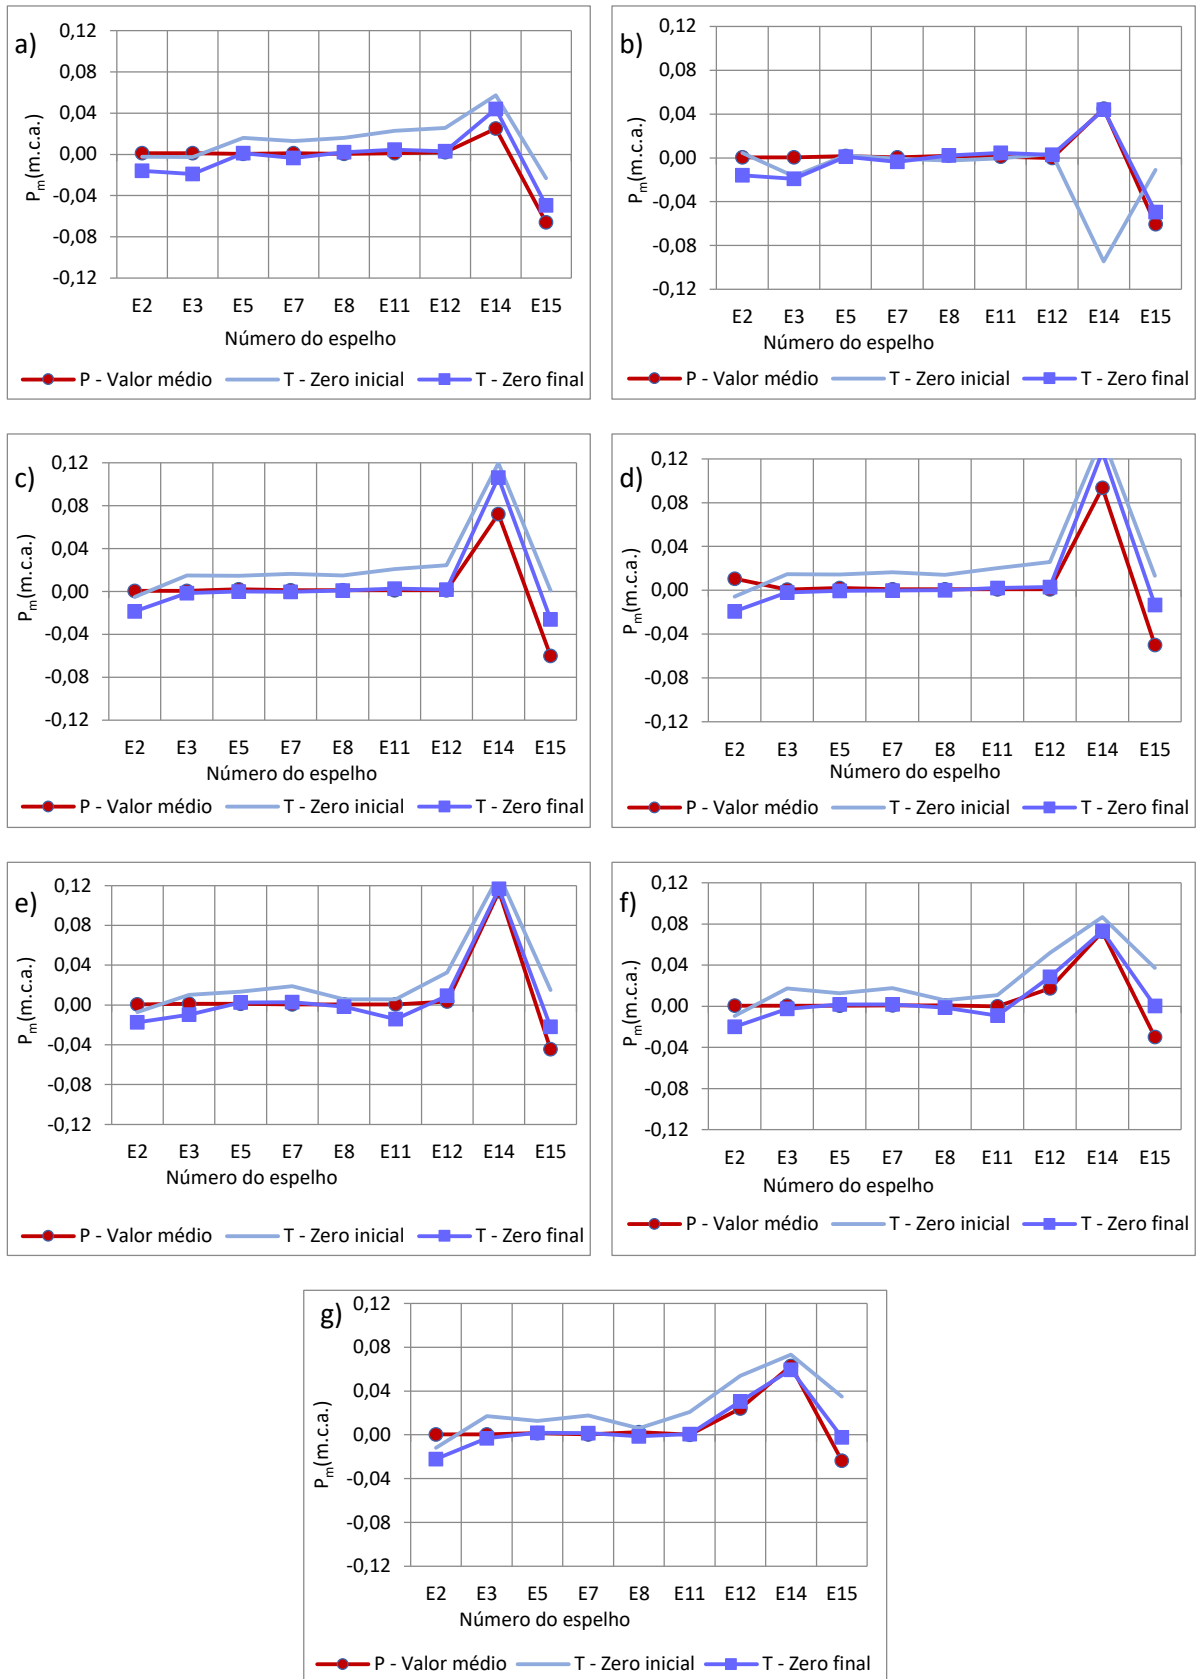 a)
0,12
0,08
0,04
0,00
-0,04
-0,08
-0,12
Pm(m.c.a.)
E2 E3 E5 E7 E8 E11 E12 E14 E15
Número do espelho
P - Valor médio T - Zero inicial T - Zero final
b)
0,12
0,08
0,04
0,00
-0,04
-0,08
-0,12
Pm(m.c.a.)
E2 E3 E5 E7 E8 E11 E12 E14 E15
Número do espelho
P - Valor médio T - Zero inicial T - Zero final
c)
0,12
0,08
0,04
0,00
-0,04
-0,08
-0,12
Pm(m.c.a.)
E2 E3 E5 E7 E8 E11 E12 E14 E15
Número do espelho
P - Valor médio T - Zero inicial T - Zero final
d)
0,12
0,08
0,04
0,00
-0,04
-0,08
-0,12
Pm(m.c.a.)
E2 E3 E5 E7 E8 E11 E12 E14 E15
Número do espelho
P - Valor médio T - Zero inicial T - Zero final
e)
0,12
0,08
0,04
0,00
-0,04
-0,08
-0,12
Pm(m.c.a.)
E2 E3 E5 E7 E8 E11 E12 E14 E15
Número do espelho
P - Valor médio T - Zero inicial T - Zero final
f)
0,12
0,08
0,04
0,00
-0,04
-0,08
-0,12
Pm(m.c.a.)
E2 E3 E5 E7 E8 E11 E12 E14 E15
Número do espelho
P - Valor médio T - Zero inicial T - Zero final
g)
0,12
0,08
0,04
0,00
-0,04
-0,08
-0,12
Pm(m.c.a.)
E2 E3 E5 E7 E8 E11 E12 E14 E15
Número do espelho
P - Valor médio T - Zero inicial T - Zero final